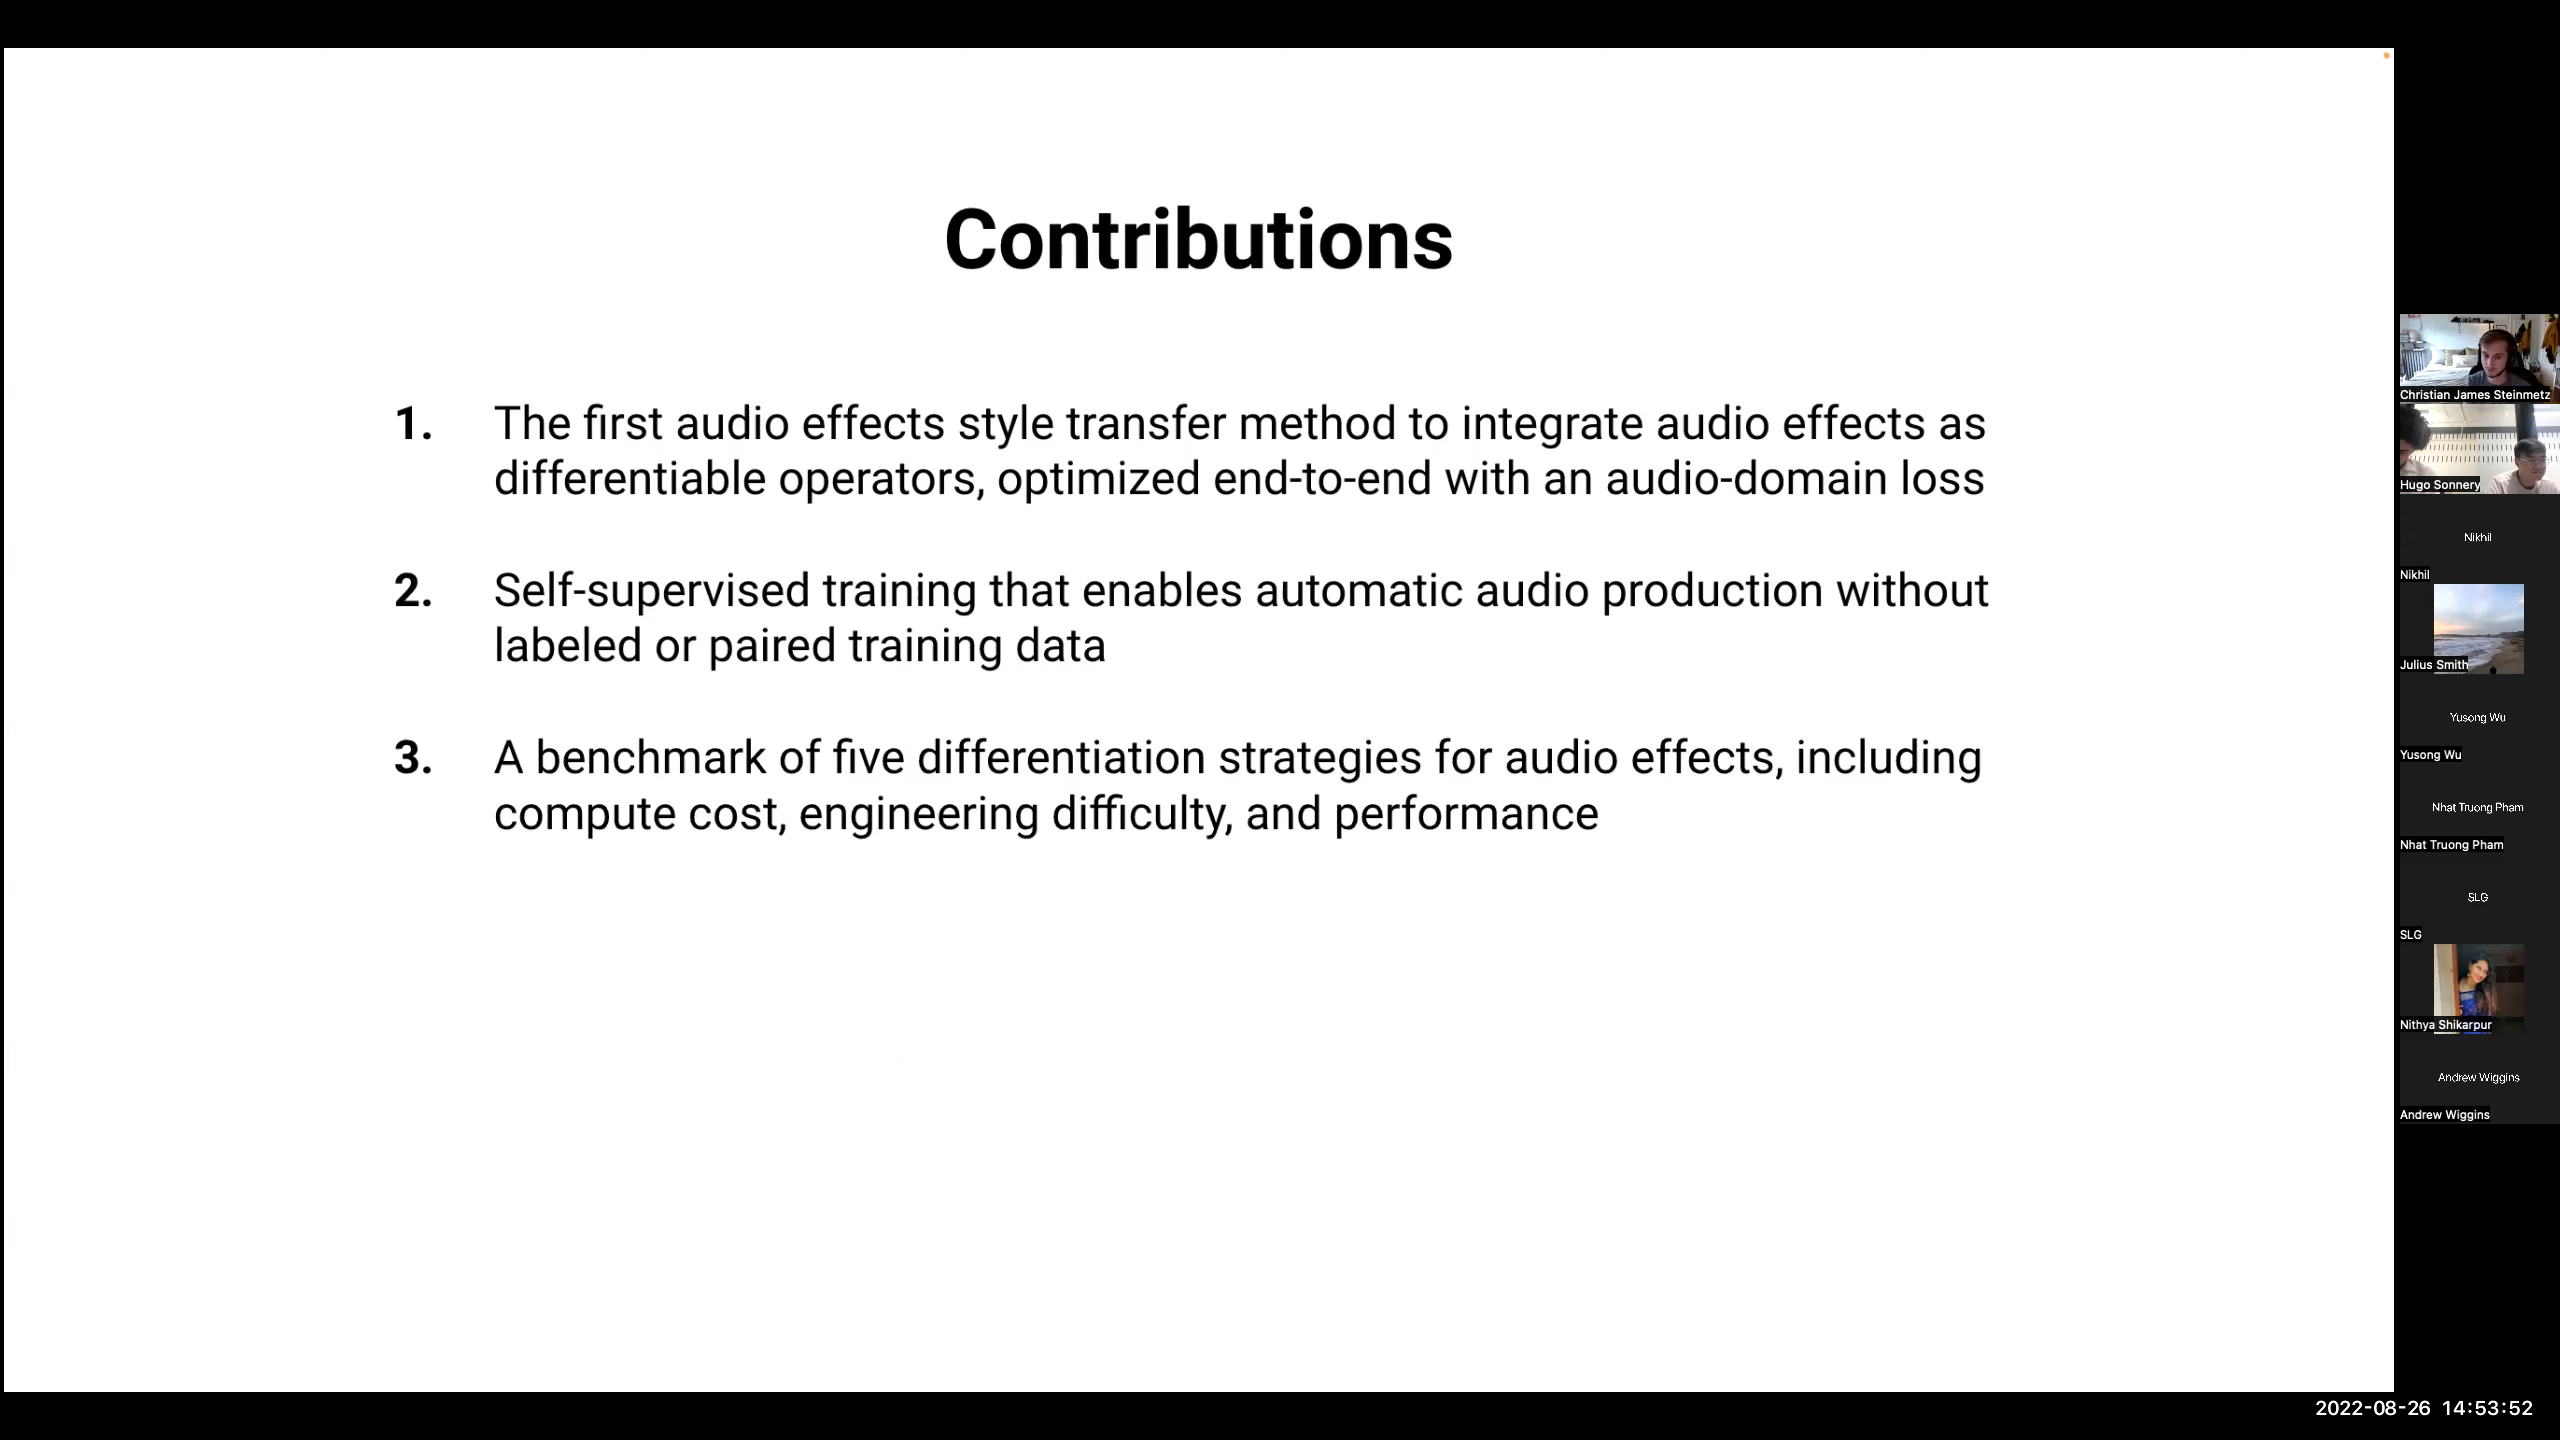 Contributions
1. The first audio effects style transfer method to integrate audio effects as
differentiable operators, optimized end-to-end with an audio-domain loss
2. Self-supervised training that enables automatic audio production without
labeled or paired training data
3. A benchmark of five differentiation strategies for audio effects, including
compute cost, engineering difficulty, and performance
Christian James Steinmetz
Hugo Sonnery
Nikhil
Nikhil
Julius Smith
Yusong Wu
Yusong Wu
Nhat Truong Pham
Nhat Truong Pham
SLG
SLG
Nithya Shikarpur
Andrew Wiggins
Andrew Wiggins
2022-08-26 14:53:52